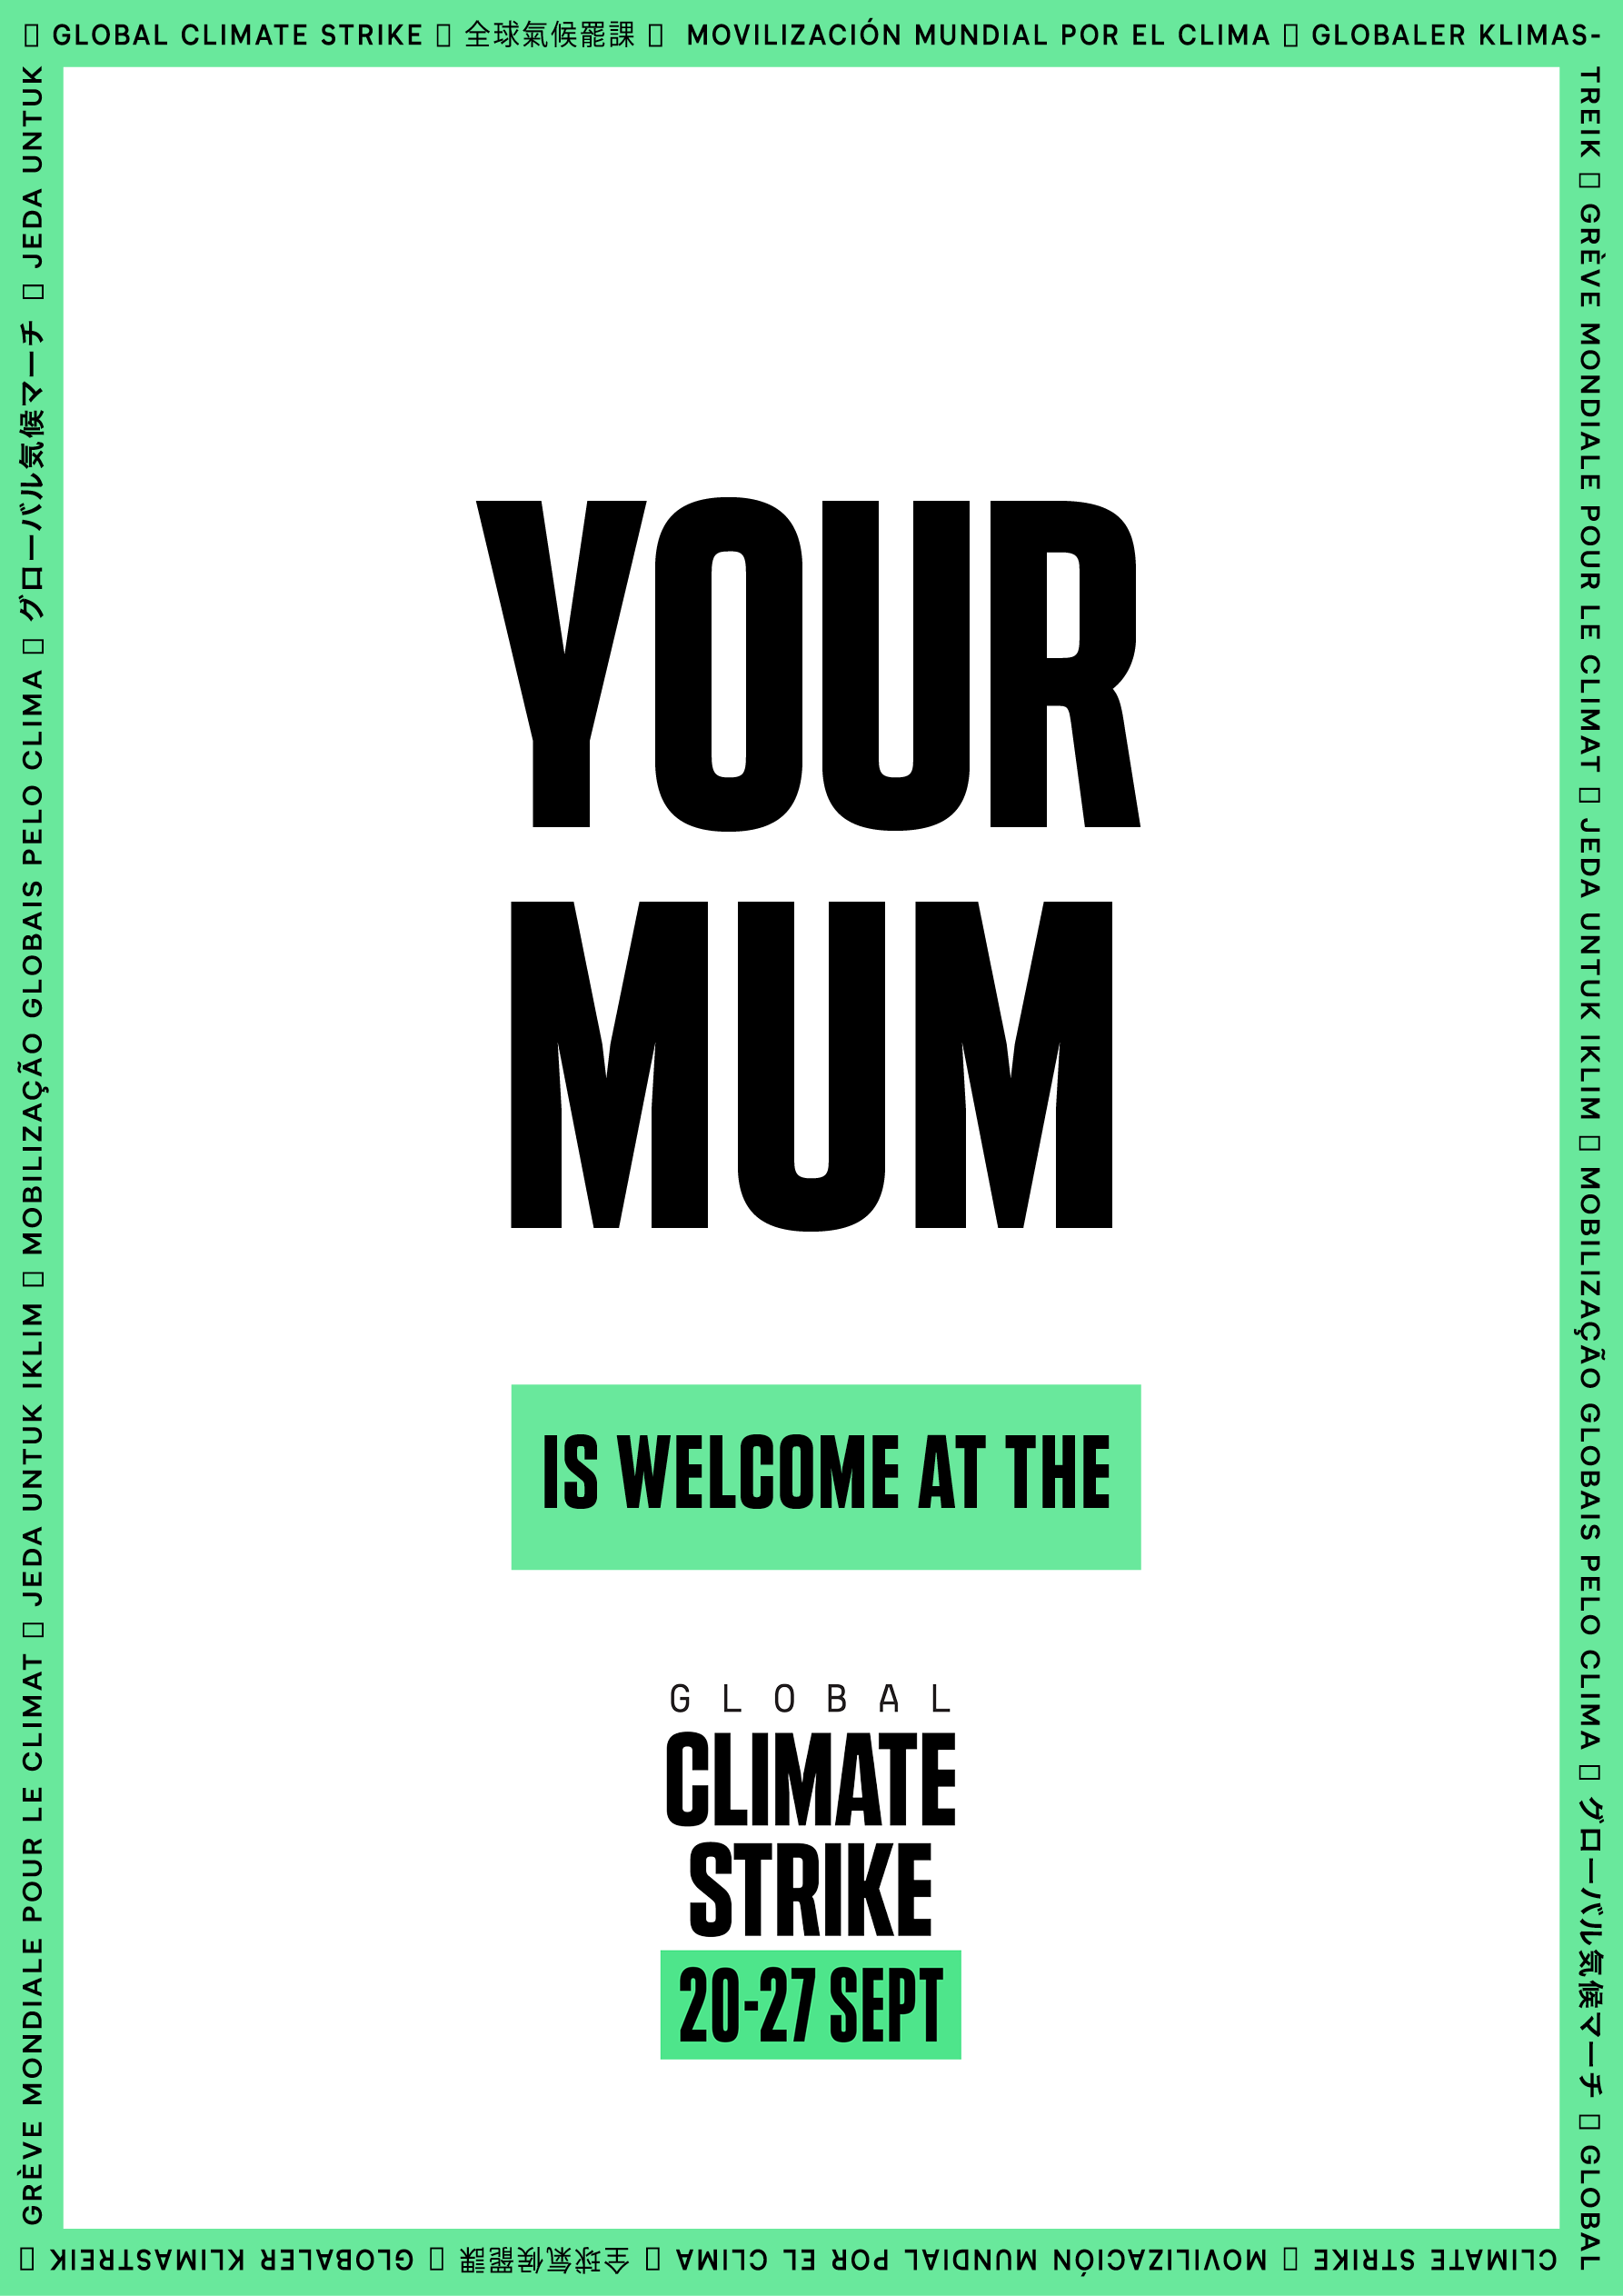 ▯ GLOBAL CLIMATE STRIKE ▯ 全球氣候罷課 ▯ MOVILIZACIÓN MUNDIAL POR EL CLIMA ▯ GLOBALER KLIMAS-
TREIK ▯ GRÈVE MONDIALE POUR LE CLIMAT ▯ JEDA UNTUK IKLIM ▯ MOBILIZAÇÃO GLOBAIS PELO CLIMA ▯ グローバル気候マーチ ▯ GLOBAL
CLIMATE STRIKE ▯ MOVILIZACIÓN MUNDIAL POR EL CLIMA ▯ 全球氣候罷課 ▯ GLOBALER KLIMASTREIK ▯
GRÈVE MONDIALE POUR LE CLIMAT ▯ JEDA UNTUK IKLIM ▯ MOBILIZAÇÃO GLOBAIS PELO CLIMA ▯ グローバル気候マーチ ▯ JEDA UNTUK
YOUR
MUM
IS WELCOME AT THE
GLOBAL
CLIMATE
STRIKE
20-27 SEPT